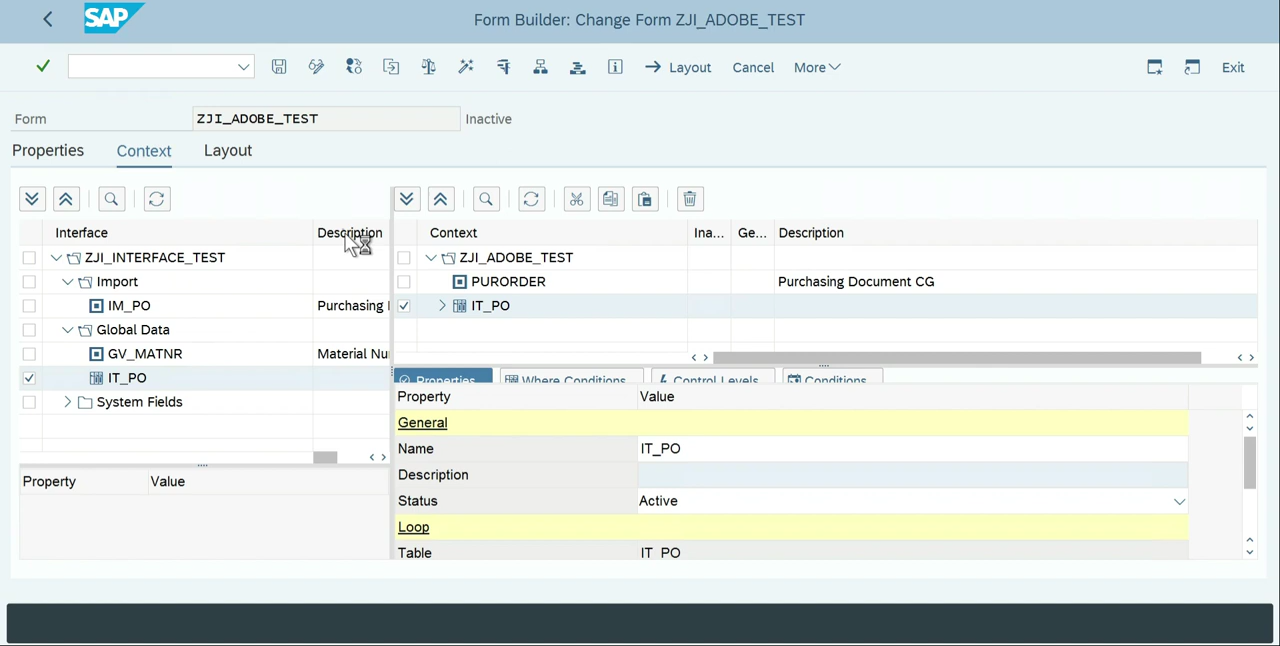 SAP
Form Builder: Change Form ZJI_ADOBE_TEST
Layout Cancel More Exit
Form ZJI_ADOBE_TEST Inactive
Properties Context Layout
Interface Description
ZJI_INTERFACE_TEST
Import
IM_PO Purchasing
Global Data
GV_MATNR Material Nu
IT_PO
System Fields
Property Value
Context Ina... Ge... Description
ZJI_ADOBE_TEST
PURORDER Purchasing Document CG
IT_PO
Properties Where Conditions Control Levels Conditions
Property Value
General
Name IT_PO
Description
Status Active
Loop
Table IT_PO